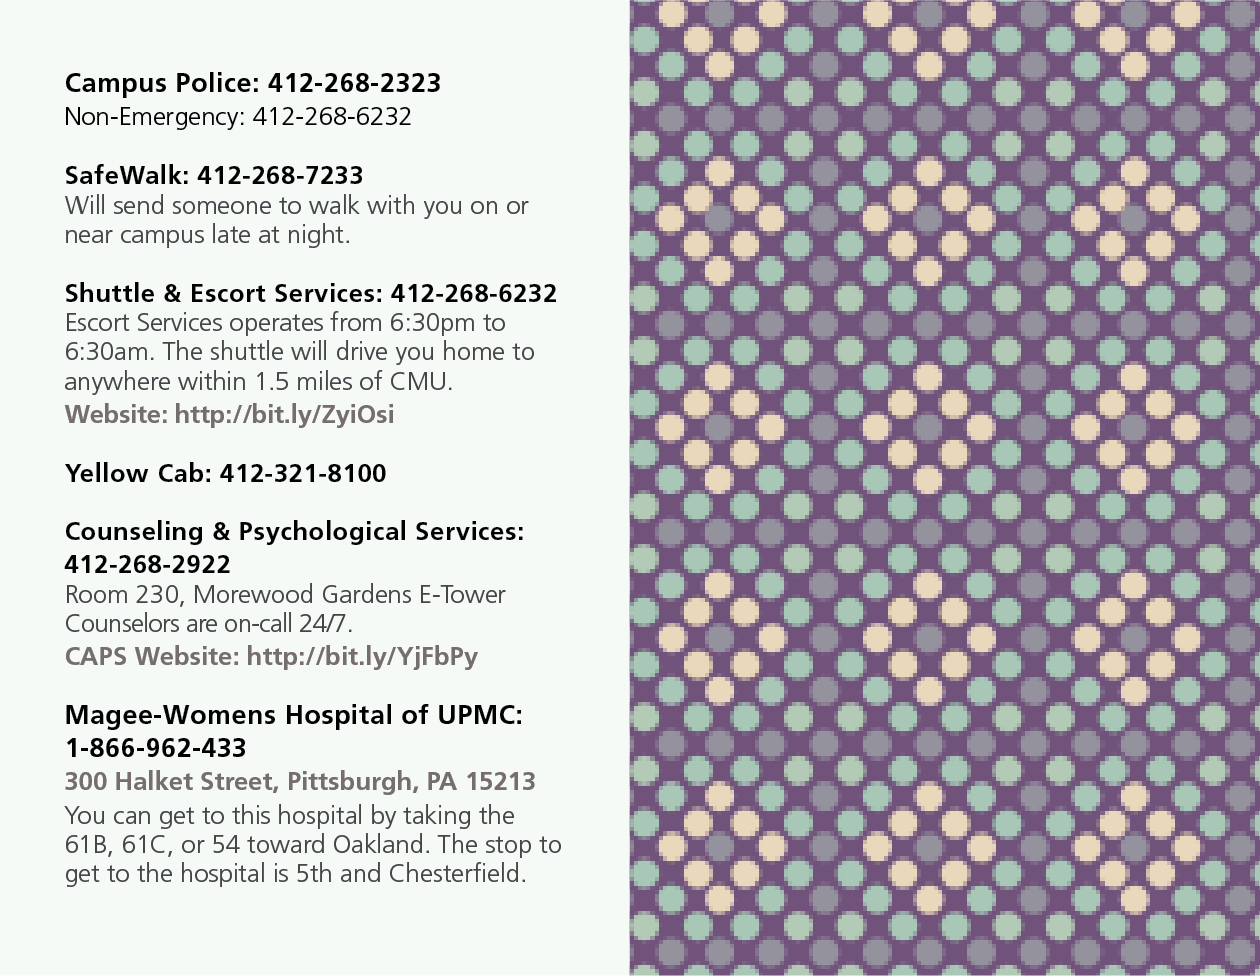 Campus Police: 412-268-2323
Non-Emergency: 412-268-6232
SafeWalk: 412-268-7233
Will send someone to walk with you on or
near campus late at night.
Shuttle & Escort Services: 412-268-6232
Escort Services operates from 6:30pm to
6:30am. The shuttle will drive you home to
anywhere within 1.5 miles of CMU.
Website: http://bit.ly/ZyiOsi
Yellow Cab: 412-321-8100
Counseling & Psychological Services:
412-268-2922
Room 230, Morewood Gardens E-Tower
Counselors are on-call 24/7.
CAPS Website: http://bit.ly/YjFbPy
Magee-Womens Hospital of UPMC:
1-866-962-433
300 Halket Street, Pittsburgh, PA 15213
You can get to this hospital by taking the
61B, 61C, or 54 toward Oakland. The stop to
get to the hospital is 5th and Chesterfield.